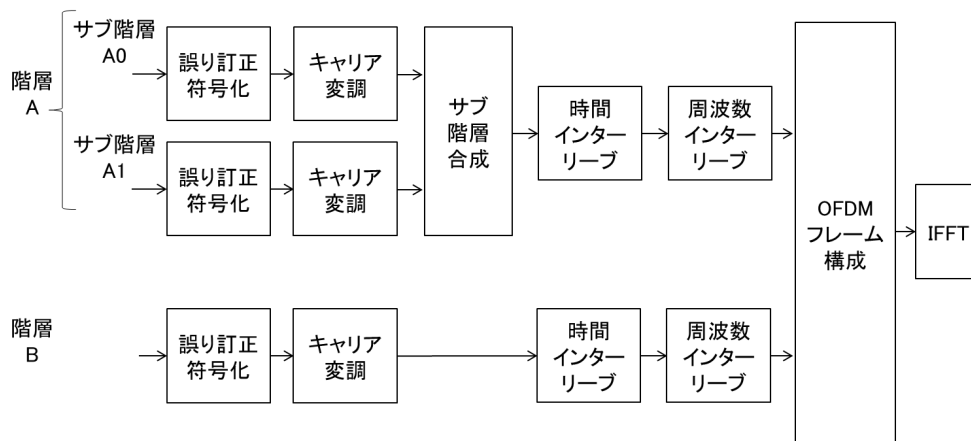 サブ階層
A0
階層
A
誤り訂正
符号化
キャリア
変調
サブ階層
A1
誤り訂正
符号化
キャリア
変調
サブ
階層
合成
時間
インター
リーブ
周波数
インター
リーブ
階層
B
誤り訂正
符号化
キャリア
変調
時間
インター
リーブ
周波数
インター
リーブ
OFDM
フレーム
構成
IFFT